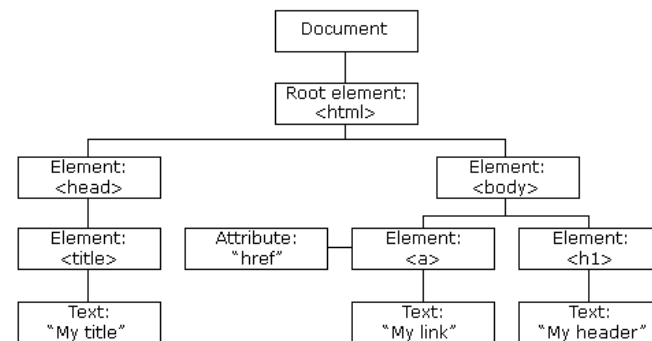 Document
Root element:
<html>
Element:
<head>
Element:
<body>
Element:
<title>
Attribute:
"href"
Element:
<a>
Element:
<h1>
Text:
"My title"
Text:
"My link"
Text:
"My header"